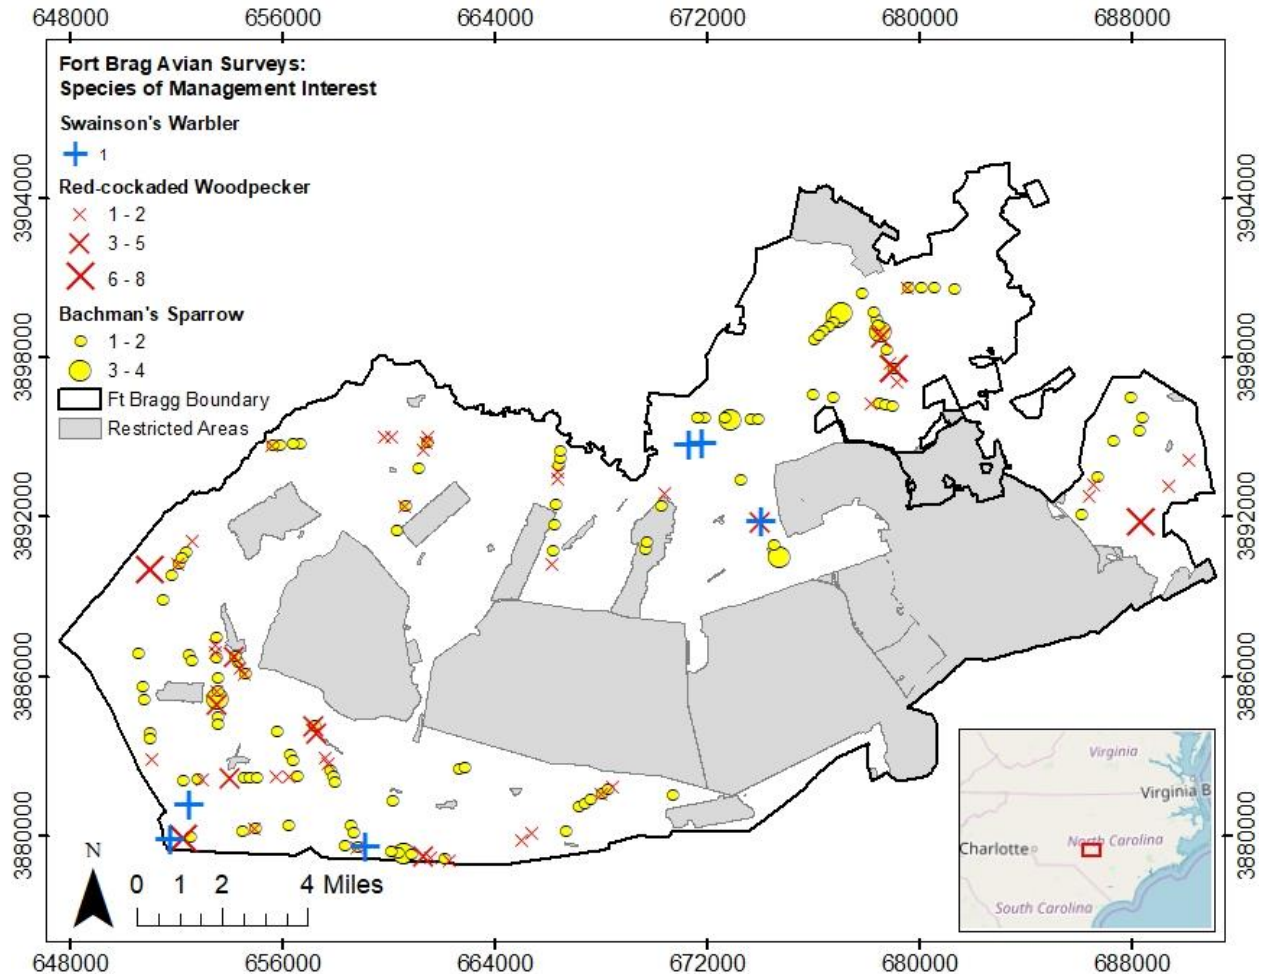 648000 656000 664000 672000 680000 688000
Fort Brag Avian Surveys:
Species of Management Interest
Swainson's Warbler
1
Red-cockaded Woodpecker
1 - 2
3 - 5
6 - 8
Bachman's Sparrow
1 - 2
3 - 4
Ft Bragg Boundary
Restricted Areas
3904000
3898000
3892000
3886000
3880000
3904000
3898000
3892000
3886000
3880000
Virginia
Virginia B
North Carolina
Charlotte
South Carolina
N
0 1 2 4 Miles
648000 656000 664000 672000 680000 688000